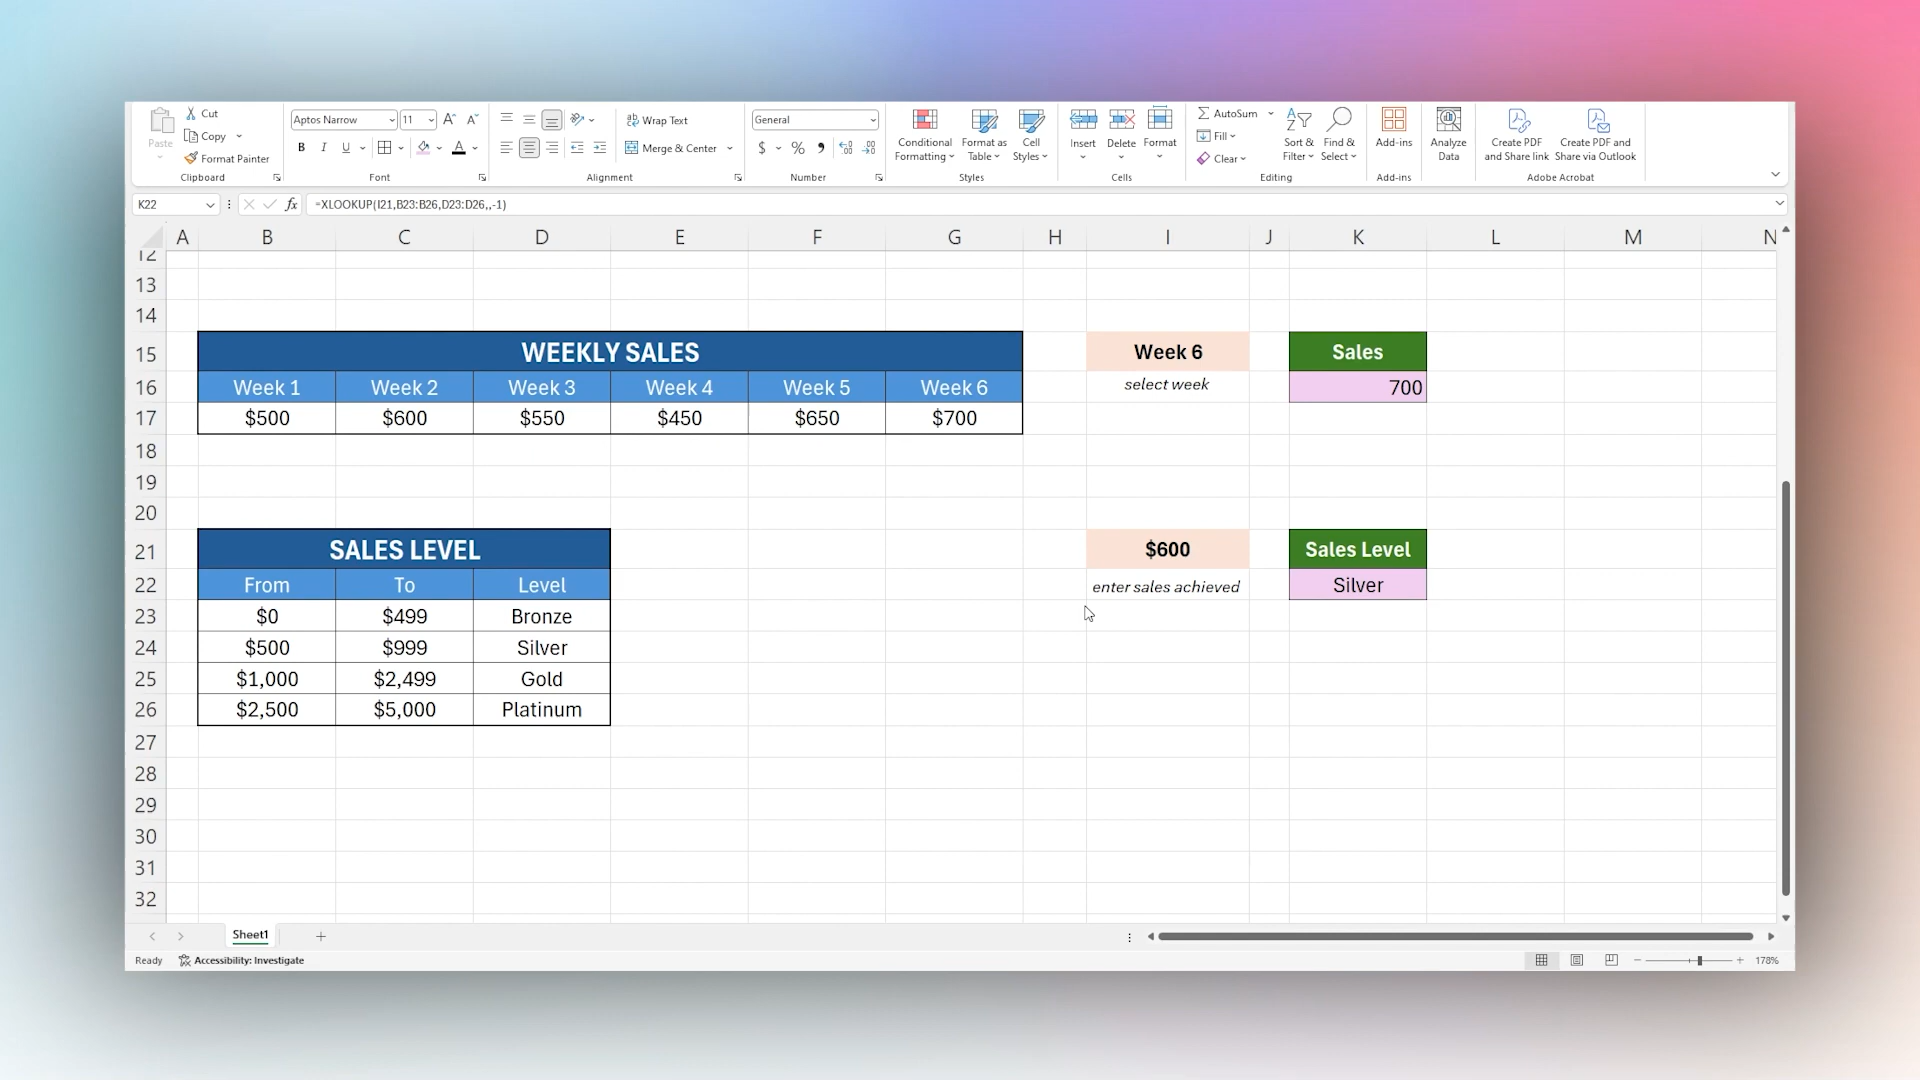 Cut
Copy
Format Painter
Paste
Clipboard
Aptos Narrow 11
B I U
Font
Wrap Text
Merge & Center
Alignment
General
$ % ,
Number
Conditional Formatting
Format as Table
Cell Styles
Styles
Insert
Delete
Format
Cells
AutoSum
Fill
Clear
Sort & Filter
Find & Select
Editing
Add-ins
Add-ins
Analyze Data
Create PDF and Share link
Create PDF and Share via Outlook
Adobe Acrobat
K22 fx =XLOOKUP(I21,B23:B26,D23:D26,,-1)
A B C D E F G H I J K L M N
12
13
14
15 WEEKLY SALES Week 6 Sales
16 Week 1 Week 2 Week 3 Week 4 Week 5 Week 6 select week 700
17 $500 $600 $550 $450 $650 $700
18
19
20
21 SALES LEVEL $600 Sales Level
22 From To Level enter sales achieved Silver
23 $0 $499 Bronze
24 $500 $999 Silver
25 $1,000 $2,499 Gold
26 $2,500 $5,000 Platinum
27
28
29
30
31
32
Sheet1
Ready Accessibility: Investigate 178%